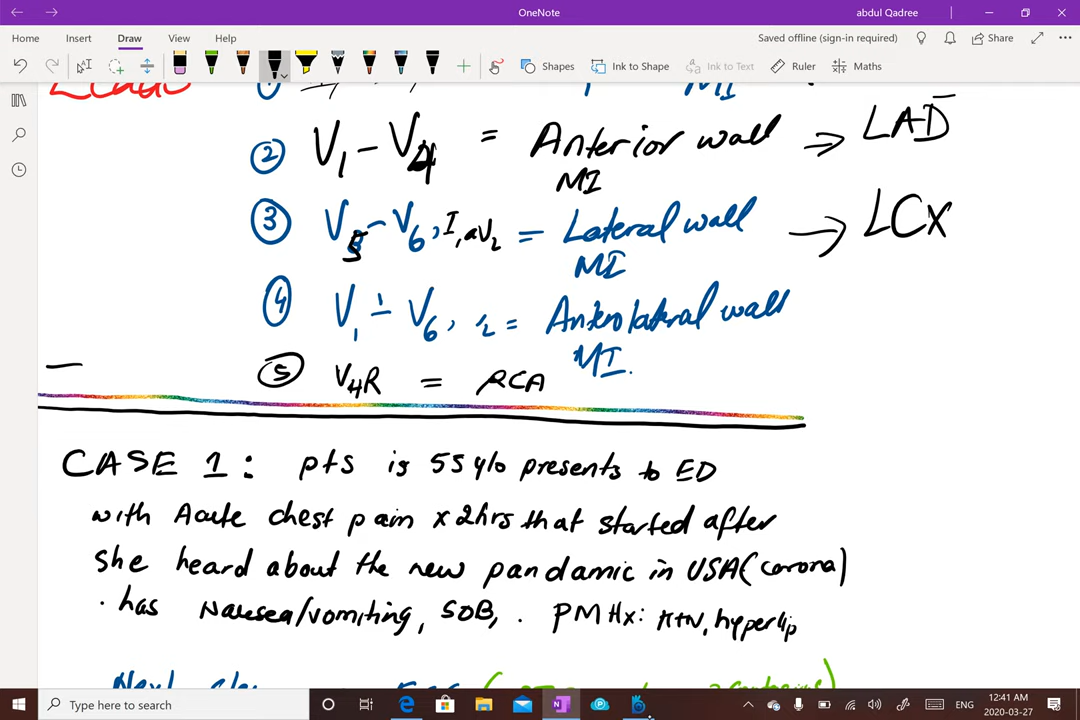 OneNote
abdul Qadree
Home Insert Draw View Help
Saved offline (sign-in required) Share
Shapes Ink to Shape Ink to Text Ruler Maths
MI
② V1 - V4 = Anterior wall MI → LAD
③ V5 - V6, I, aVL = Lateral wall MI → LCX
④ V1 - V6, = Anterolateral wall MI.
⑤ V4R = RCA
CASE 1: pts is 55 y/o presents to ED
with Acute chest pain x 2hrs that started after
she heard about the new pandamic in USA (corona)
. has Nausea/vomiting, SOB, . PMHx: HTN, hyperlip
Next
Type here to search
ENG
12:41 AM
2020-03-27